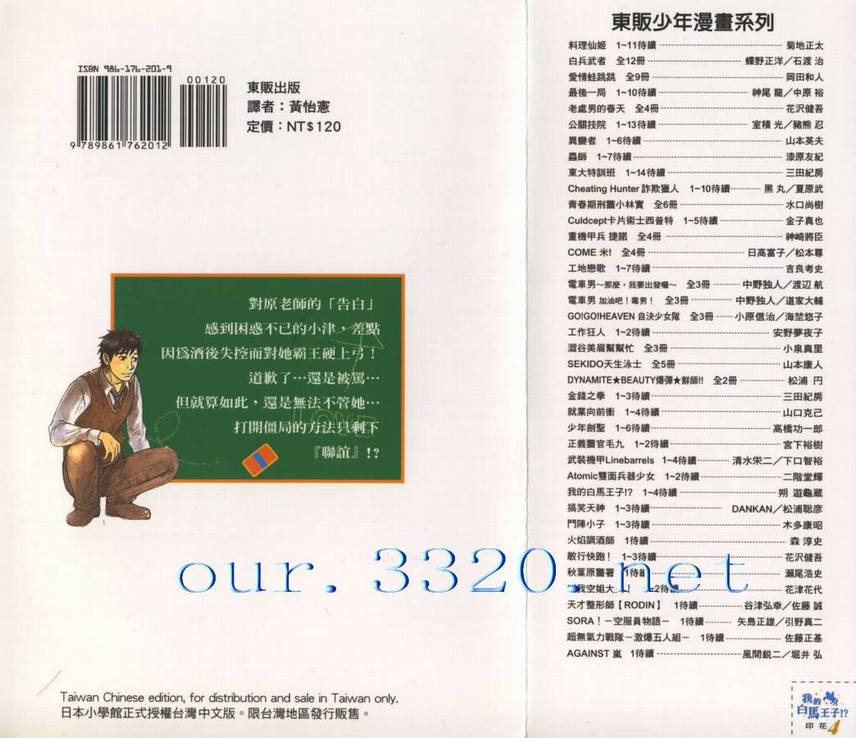 ISBN 986-176-201-9
00120
9 789861 762012
東販出版
譯者：黃怡憲
定價：NT$120
對原老師的「告白」
感到困惑不已的小津，差點
因為酒後失控而對她霸王硬上弓！
道歉了…還是被罵…
但就算如此，還是無法不管她…
打開僵局的方法只剩下
『聯誼』!?
LOVE
Taiwan Chinese edition, for distribution and sale in Taiwan only.
日本小學館正式授權台灣中文版。限台灣地區發行販售。
東販少年漫畫系列
料理仙姬 1~11待續 菊地正太
白兵武者 全12冊 蝶野正洋／石渡 治
愛情蛙跳跳 全9冊 岡田和人
最後一局 1~10待續 神尾 龍／中原 裕
老處男的春天 全4冊 花沢健吾
公關技院 1~13待續 室積 光／豬熊 忍
異變者 1~6待續 山本英夫
蟲師 1~7待續 漆原友紀
東大特訓班 1~14待續 三田紀房
Cheating Hunter 詐欺獵人 1~10待續 黑 丸／夏原武
青春期刑警小林實 全6冊 水口尚樹
Culdcept卡片術士西普特 1~5待續 金子真也
重機甲兵 捷諾 全4冊 神崎將臣
COME 米! 全4冊 日高富子／松本尊
工地戀歌 1~7待續 吉良考史
電車男～那麼，我要出發囉～ 全3冊 中野独人／渡辺 航
電車男 加油吧！毒男！ 全3冊 中野独人／道家大輔
GO!GO!HEAVEN 自決少女隊 全3冊 小原信治／海埜悠子
工作狂人 1~2待續 安野夢夜子
澀谷美眉幫幫忙 全3冊 小泉真里
SEKIDO天生泳士 全5冊 山本康人
DYNAMITE★BEAUTY爆彈★鮮師!! 全2冊 松浦 円
金錢之拳 1~3待續 三田紀房
就業向前衝 1~4待續 山口克己
少年劍聖 1~6待續 高橋功一郎
正義警官毛九 1~2待續 宮下裕樹
武裝機甲Linebarrels 1~4待續 清水栄二／下口智裕
Atomic雙面兵器少女 1~2待續 二階堂輝
我的白馬王子!? 1~4待續 朔 遊龜蔵
搞笑天神 1~3待續 DANKAN／松浦聡彦
鬥陣小子 1~3待續 木多康昭
火焰調酒師 1待續 森 淳史
敏行快跑！ 1~3待續 花沢健吾
秋葉原警署 1待續 瀬尾浩史
我空姐大 2待續 花津花代
天才整形師【RODIN】 1待續 谷津弘幸／佐藤 誠
SORA！－空服員物語－ 1待續 矢島正雄／引野真二
超無氣力戰隊－激爆五人組－ 1待續 佐藤正基
AGAINST 嵐 1待續 風間鋭二／堀井 弘
our.3320.net
我的
白馬王子!?
印花4